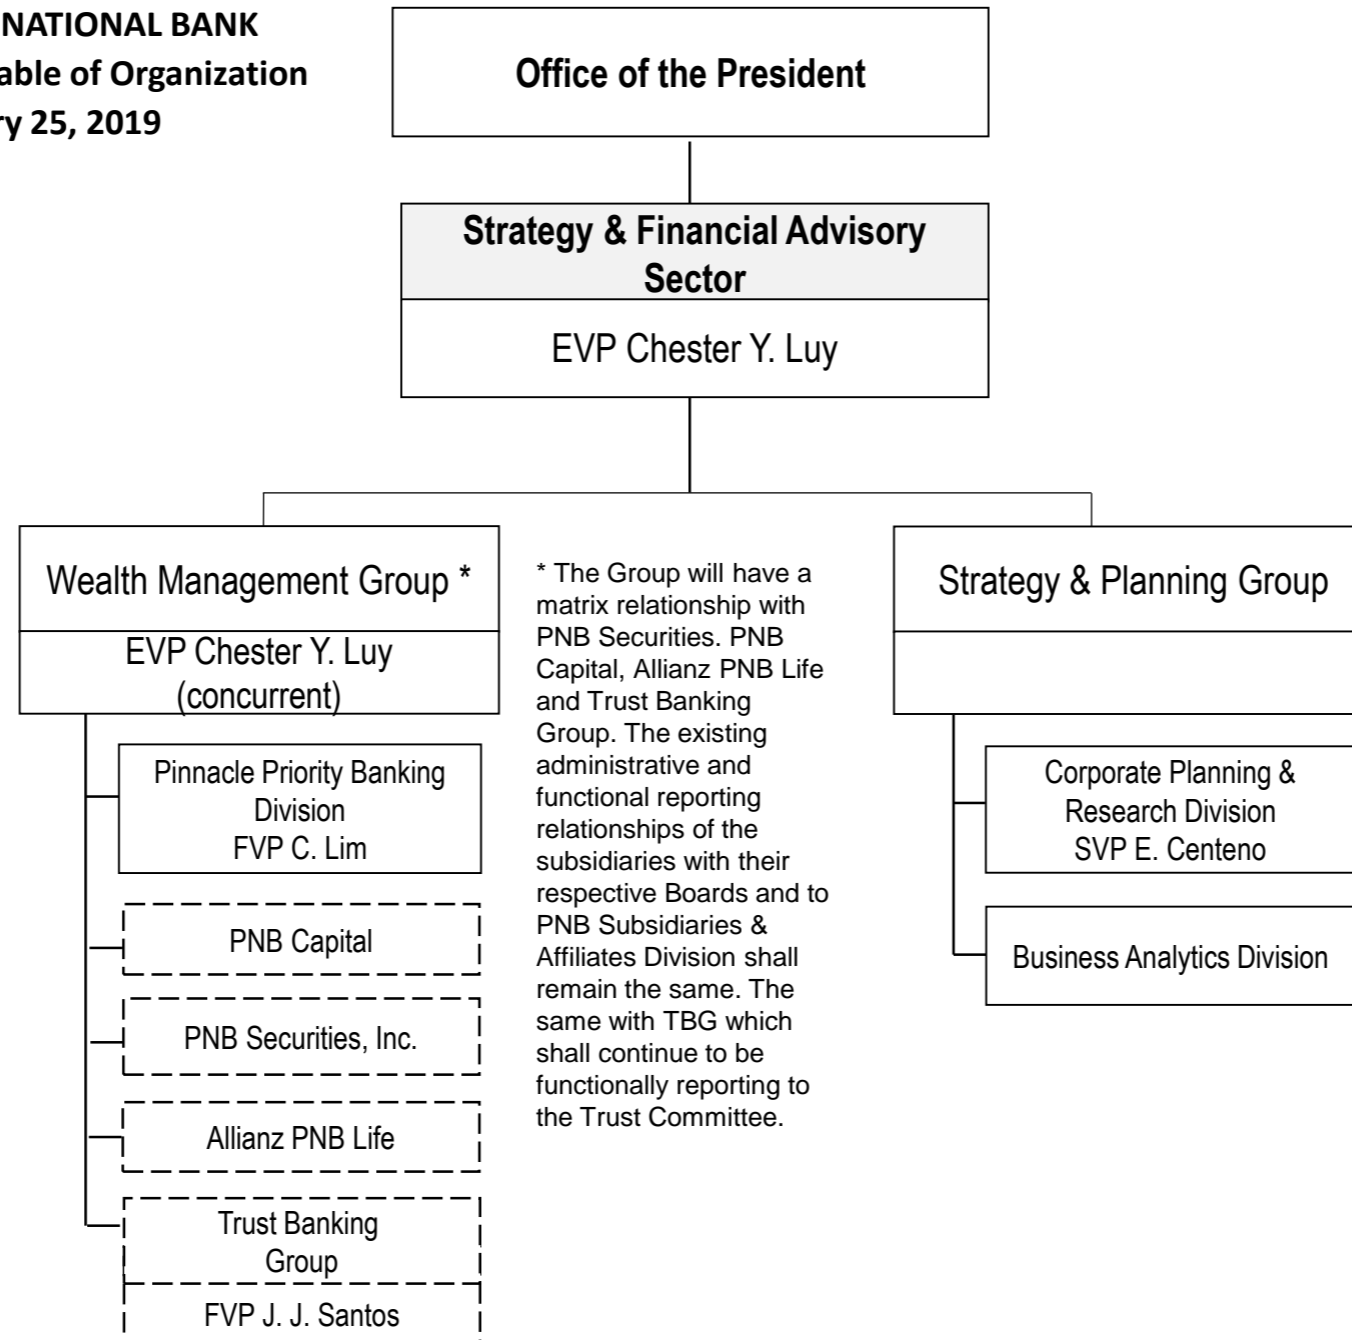 NATIONAL BANK
able of Organization
ry 25, 2019
Office of the President
Strategy & Financial Advisory
Sector
EVP Chester Y. Luy
Wealth Management Group *
EVP Chester Y. Luy
(concurrent)
Pinnacle Priority Banking
Division
FVP C. Lim
PNB Capital
PNB Securities, Inc.
Allianz PNB Life
Trust Banking
Group
FVP J. J. Santos
* The Group will have a
matrix relationship with
PNB Securities. PNB
Capital, Allianz PNB Life
and Trust Banking
Group. The existing
administrative and
functional reporting
relationships of the
subsidiaries with their
respective Boards and to
PNB Subsidiaries &
Affiliates Division shall
remain the same. The
same with TBG which
shall continue to be
functionally reporting to
the Trust Committee.
Strategy & Planning Group
Corporate Planning &
Research Division
SVP E. Centeno
Business Analytics Division